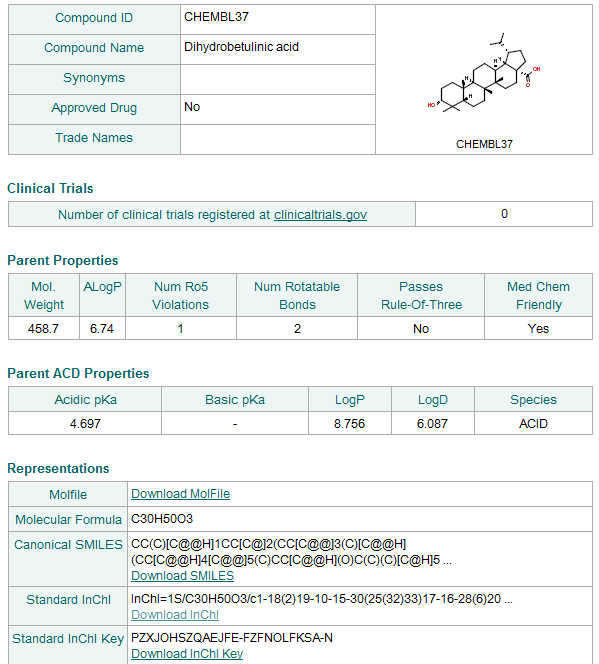 Compound ID CHEMBL37
Compound Name Dihydrobetulinic acid
Synonyms
Approved Drug No
Trade Names
H
H
H
H
HO
OH
O
CHEMBL37
Clinical Trials
Number of clinical trials registered at clinicaltrials.gov 0
Parent Properties
Mol. Weight ALogP Num Ro5 Violations Num Rotatable Bonds Passes Rule-Of-Three Med Chem Friendly
458.7 6.74 1 2 No Yes
Parent ACD Properties
Acidic pKa Basic pKa LogP LogD Species
4.697 - 8.756 6.087 ACID
Representations
Molfile Download MolFile
Molecular Formula C30H50O3
Canonical SMILES CC(C)[C@@H]1CC[C@]2(CC[C@@]3(C)[C@@H]
(CC[C@@H]4[C@@]5(C)CC[C@@H](O)C(C)(C)[C@H]5 ...
Download SMILES
Standard InChI InChI=1S/C30H50O3/c1-18(2)19-10-15-30(25(32)33)17-16-28(6)20 ...
Download InChI
Standard InChI Key PZXJOHSZQAEJFE-FZFNOLFKSA-N
Download InChI Key